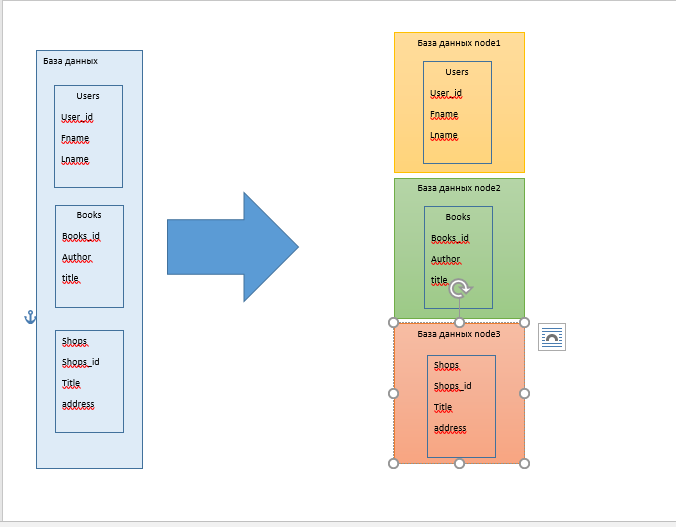 База данных
Users
User_id
Fname
Lname
Books
Books_id
Author
title
Shops
Shops_id
Title
address
База данных node1
Users
User_id
Fname
Lname
База данных node2
Books
Books_id
Author
title
База данных node3
Shops
Shops_id
Title
address